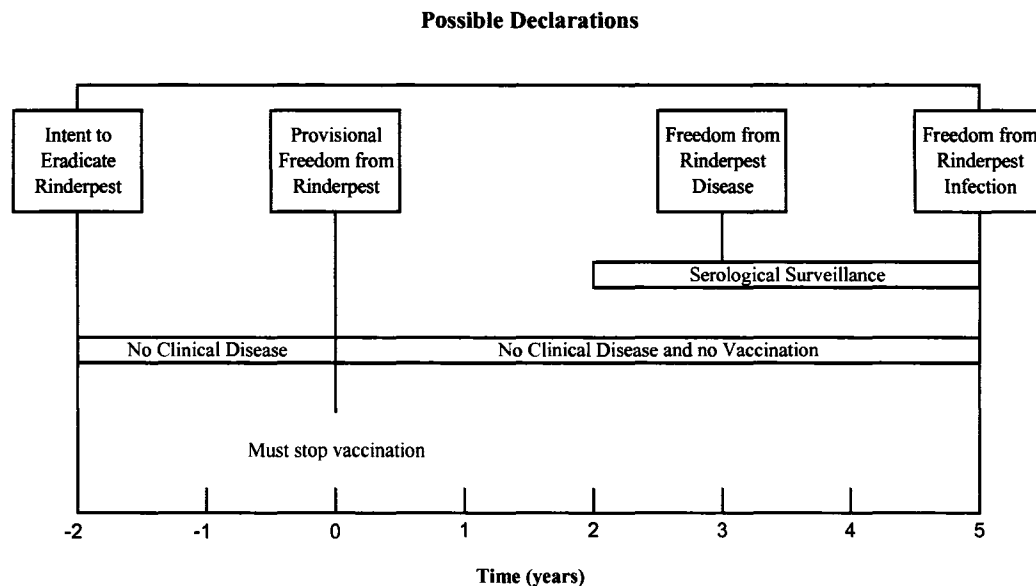 Possible Declarations
Intent to
Eradicate
Rinderpest
Provisional
Freedom from
Rinderpest
Freedom from
Rinderpest
Disease
Freedom from
Rinderpest
Infection
Serological Surveillance
No Clinical Disease
No Clinical Disease and no Vaccination
Must stop vaccination
-2 -1 0 1 2 3 4 5
Time (years)